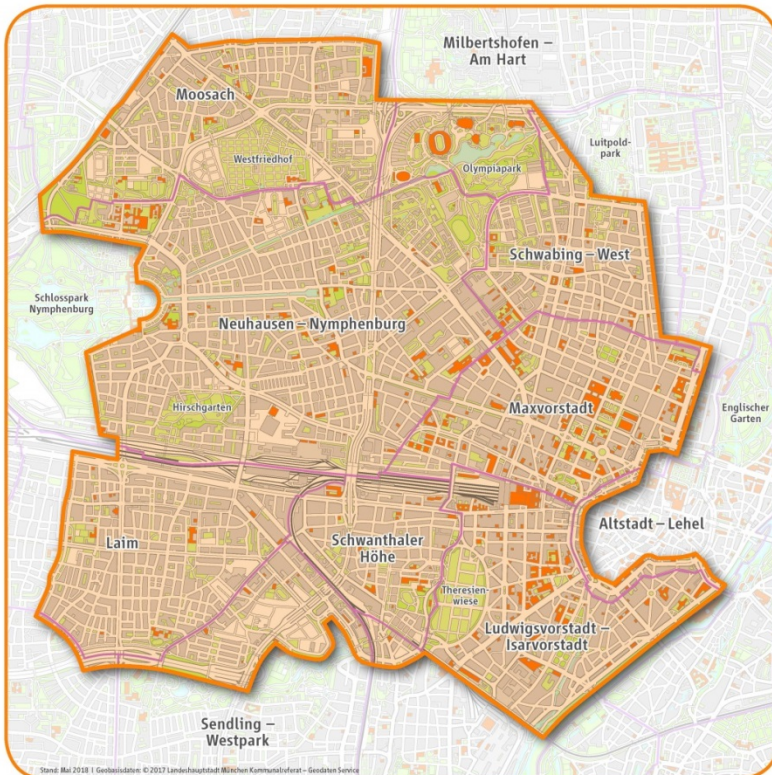 Milbertshofen –
Am Hart
Moosach
Luitpold-
park
Westfriedhof
Olympiapark
Schwabing – West
Schlosspark
Nymphenburg
Neuhausen – Nymphenburg
Hirschgarten
Maxvorstadt
Englischer
Garten
Altstadt – Lehel
Laim
Schwanthaler
Höhe
Theresien-
wiese
Ludwigsvorstadt –
Isarvorstadt
Sendling –
Westpark
Stand: Mai 2018 I Geobasisdaten: © 2017 Landeshauptstadt München Kommunalreferat – Geodaten Service